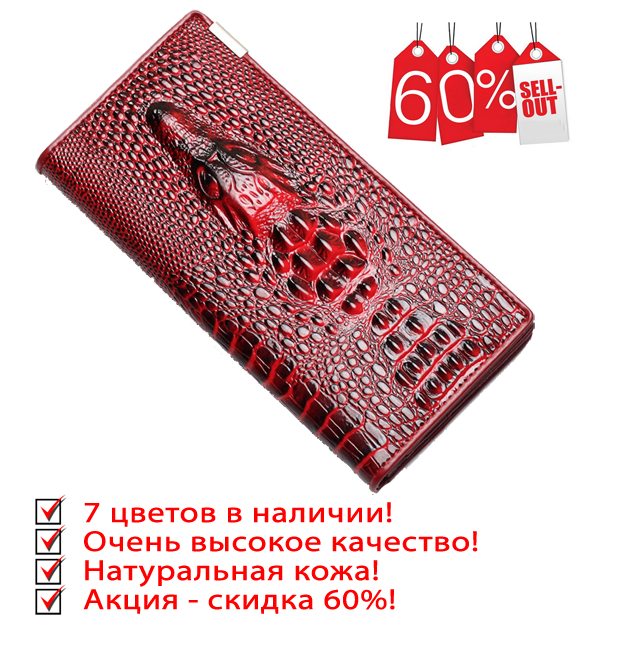 60%
SELL-
OUT
7 цветов в наличии!
Очень высокое качество!
Натуральная кожа!
Акция - скидка 60%!